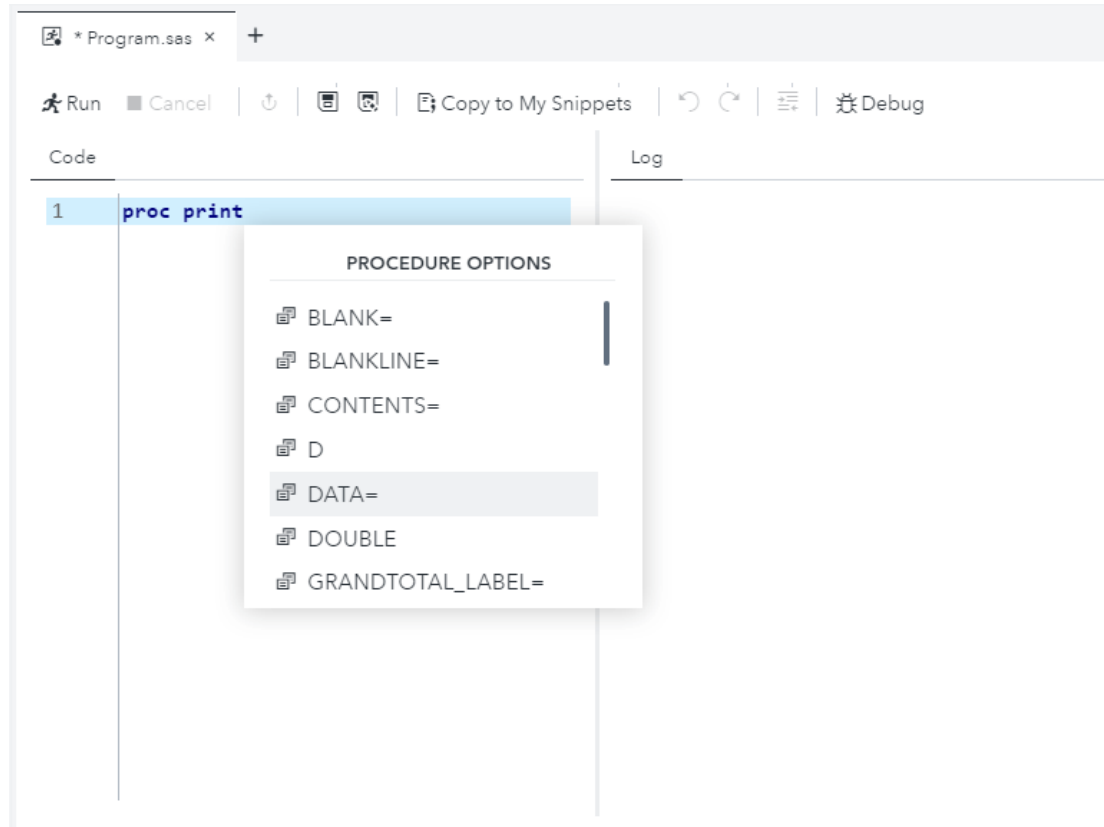 * Program.sas × +
Run Cancel Copy to My Snippets Debug
Code Log
1 proc print
PROCEDURE OPTIONS
BLANK=
BLANKLINE=
CONTENTS=
D
DATA=
DOUBLE
GRANDTOTAL_LABEL=